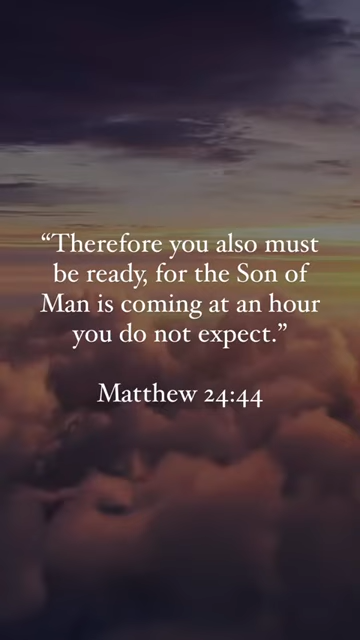 “Therefore you also must
be ready, for the Son of
Man is coming at an hour
you do not expect.”
Matthew 24:44